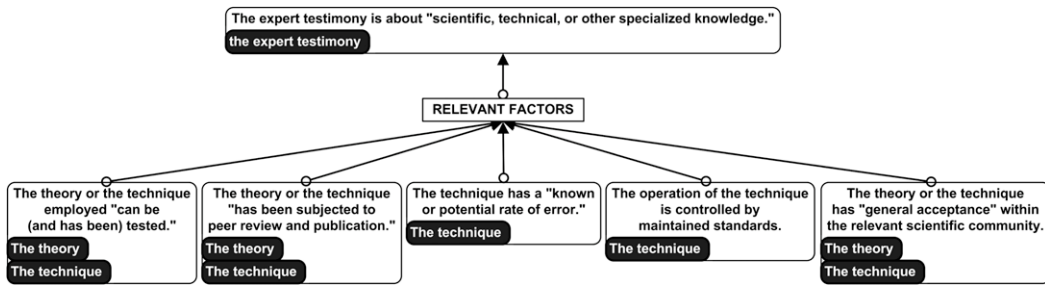 The expert testimony is about "scientific, technical, or other specialized knowledge."
the expert testimony
RELEVANT FACTORS
The theory or the technique
employed "can be
(and has been) tested."
The theory
The technique
The theory or the technique
"has been subjected to
peer review and publication."
The theory
The technique
The technique has a "known
or potential rate of error."
The technique
The operation of the technique
is controlled by
maintained standards.
The technique
The theory or the technique
has "general acceptance" within
the relevant scientific community.
The theory
The technique